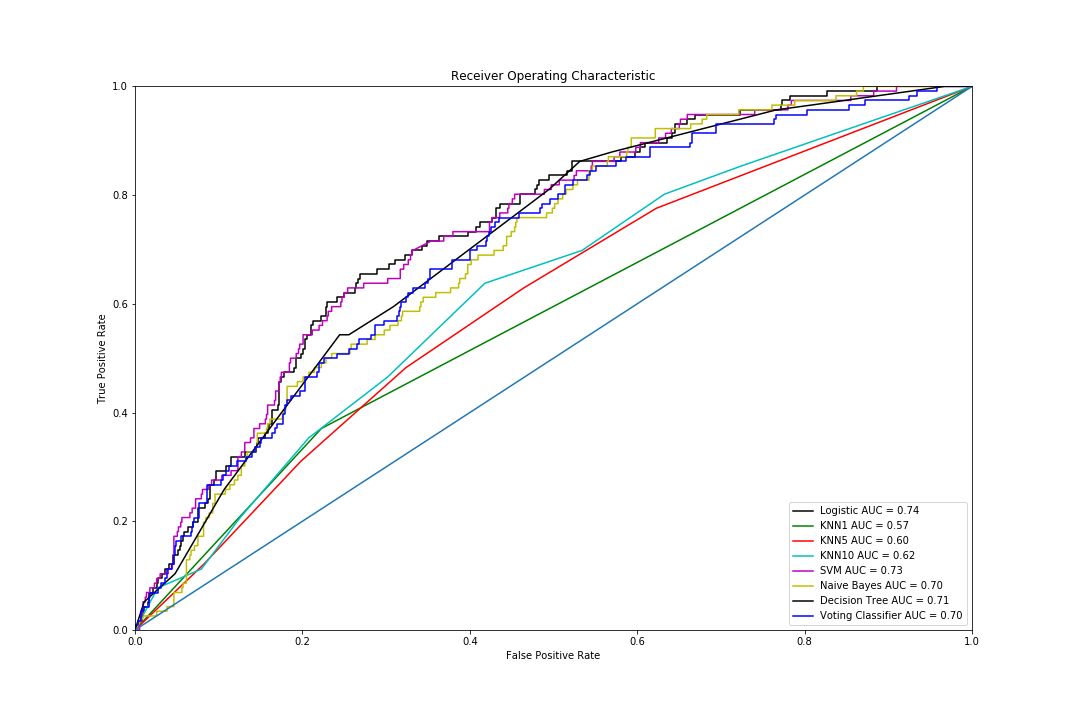 Receiver Operating Characteristic
1.0
0.8
0.6
0.4
0.2
0.0
True Positive Rate
0.0 0.2 0.4 0.6 0.8 1.0
False Positive Rate
Logistic AUC = 0.74
KNN1 AUC = 0.57
KNN5 AUC = 0.60
KNN10 AUC = 0.62
SVM AUC = 0.73
Naive Bayes AUC = 0.70
Decision Tree AUC = 0.71
Voting Classifier AUC = 0.70